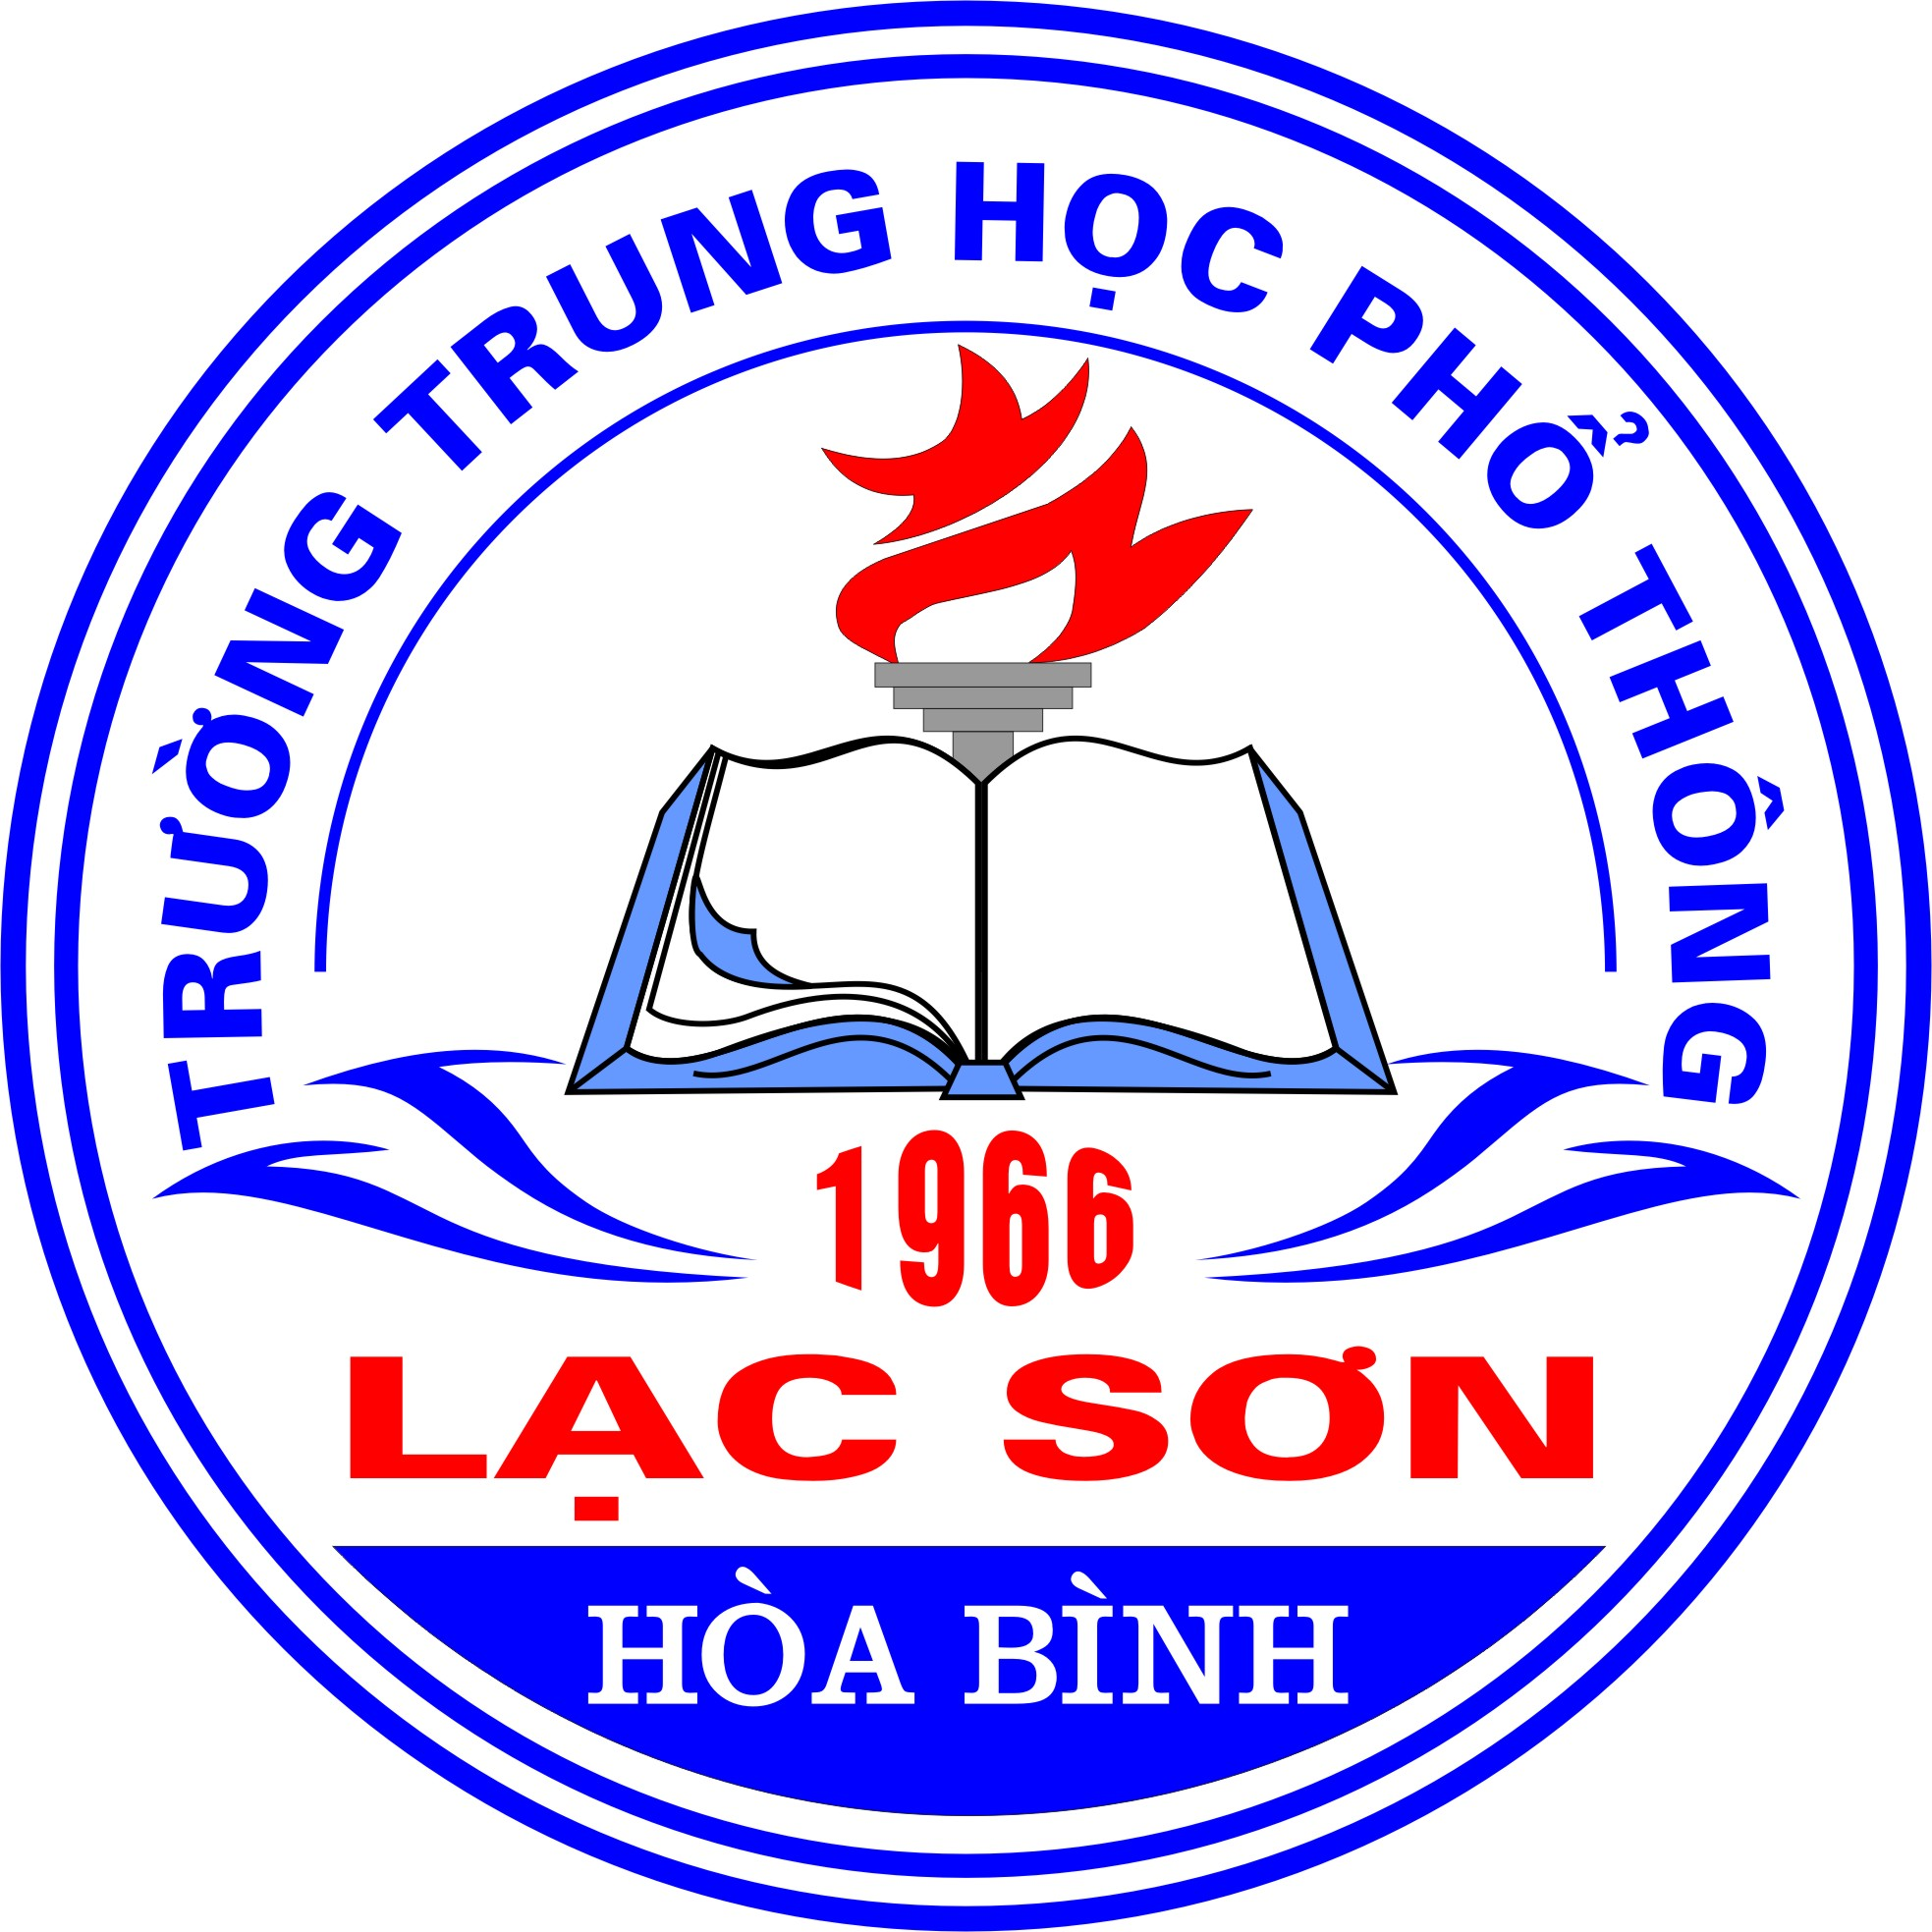 TRƯỜNG TRUNG HỌC PHỔ THÔNG
1966
LẠC SƠN
HÒA BÌNH